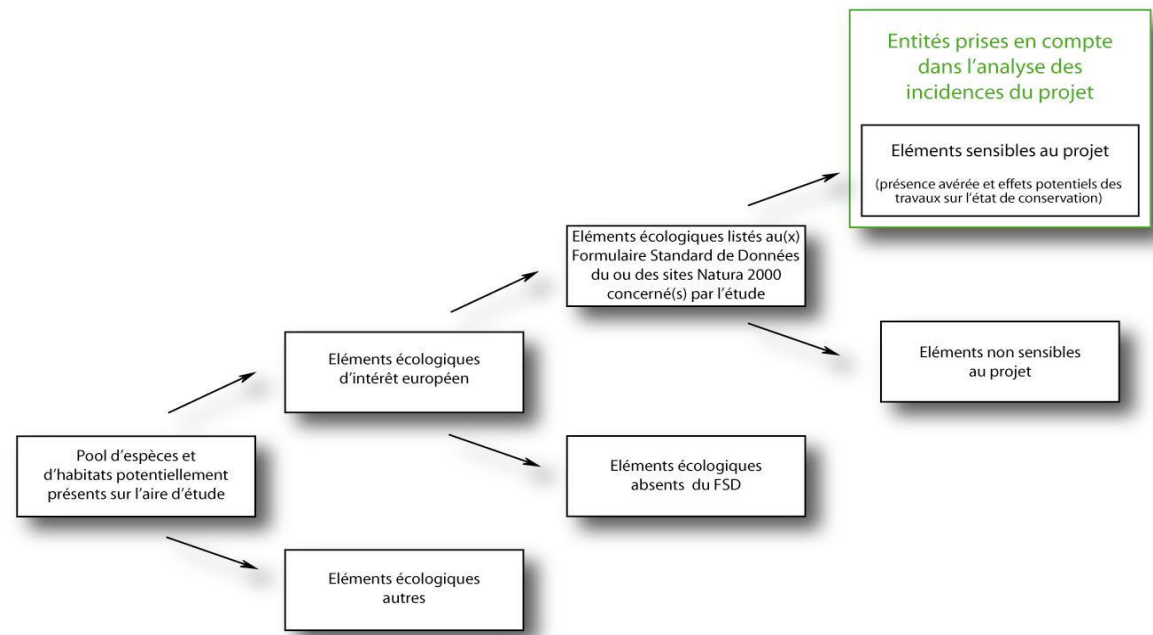 Entités prises en compte
dans l'analyse des
incidences du projet
Eléments sensibles au projet
(présence avérée et effets potentiels des
travaux sur l'état de conservation)
Eléments écologiques listés au(x)
Formulaire Standard de Données
du ou des sites Natura 2000
concerné(s) par l'étude
Eléments non sensibles
au projet
Eléments écologiques
d'intérêt européen
Pool d'espèces et
d'habitats potentiellement
présents sur l'aire d'étude
Eléments écologiques
absents du FSD
Eléments écologiques
autres